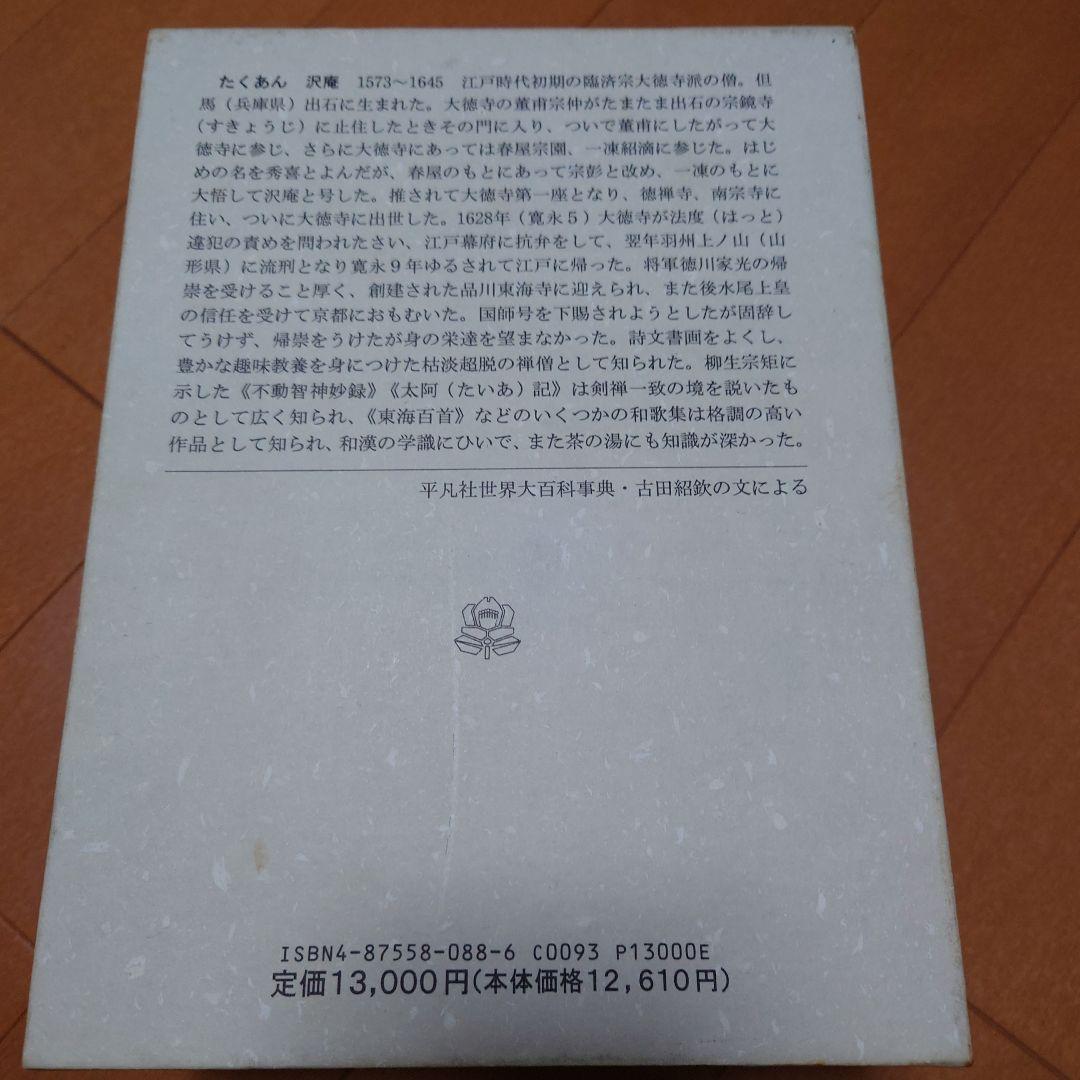 たくあん　沢庵　1573〜1645　江戸時代初期の臨済宗大徳寺派の僧。但
馬（兵庫県）出石に生まれた。大徳寺の董甫宗仲がたまたま出石の宗鏡寺
（すきょうじ）に止住したときその門に入り、ついで董甫にしたがって大
徳寺に参じ、さらに大徳寺にあっては春屋宗園、一凍紹滴に参じた。はじ
めの名を秀喜とよんだが、春屋のもとにあって宗彭と改め、一凍のもとに
大悟して沢庵と号した。推されて大徳寺第一座となり、徳禅寺、南宗寺に
住い、ついに大徳寺に出世した。1628年（寛永５）大徳寺が法度（はっと）
違犯の責めを問われたさい、江戸幕府に抗弁をして、翌年羽州上ノ山（山
形県）に流刑となり寛永９年ゆるされて江戸に帰った。将軍徳川家光の帰
崇を受けること厚く、創建された品川東海寺に迎えられ、また後水尾上皇
の信任を受けて京都におもむいた。国師号を下賜されようとしたが固辞し
てうけず、帰崇をうけたが身の栄達を望まなかった。詩文書画をよくし、
豊かな趣味教養を身につけた枯淡超脱の禅僧として知られた。柳生宗矩に
示した《不動智神妙録》《太阿（たいあ）記》は剣禅一致の境を説いたも
のとして広く知られ、《東海百首》などのいくつかの和歌集は格調の高い
作品として知られ、和漢の学識にひいで、また茶の湯にも知識が深かった。
平凡社世界大百科事典・古田紹欽の文による
ISBN4-87558-088-6 C0093 P13000E
定価13,000円(本体価格12,610円)